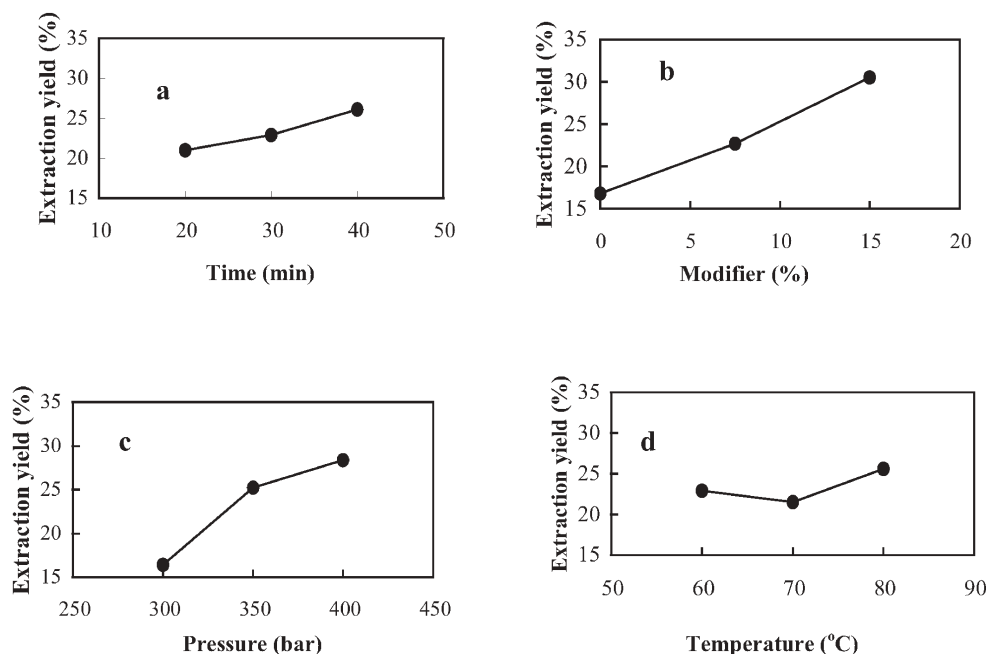 Extraction yield (%)
35
30
25
20
15
a
10 20 30 40 50
Time (min)
Extraction yield (%)
35
30
25
20
15
b
0 5 10 15 20
Modifier (%)
Extraction yield (%)
35
30
25
20
15
c
250 300 350 400 450
Pressure (bar)
Extraction yield (%)
35
30
25
20
15
d
50 60 70 80 90
Temperature (°C)